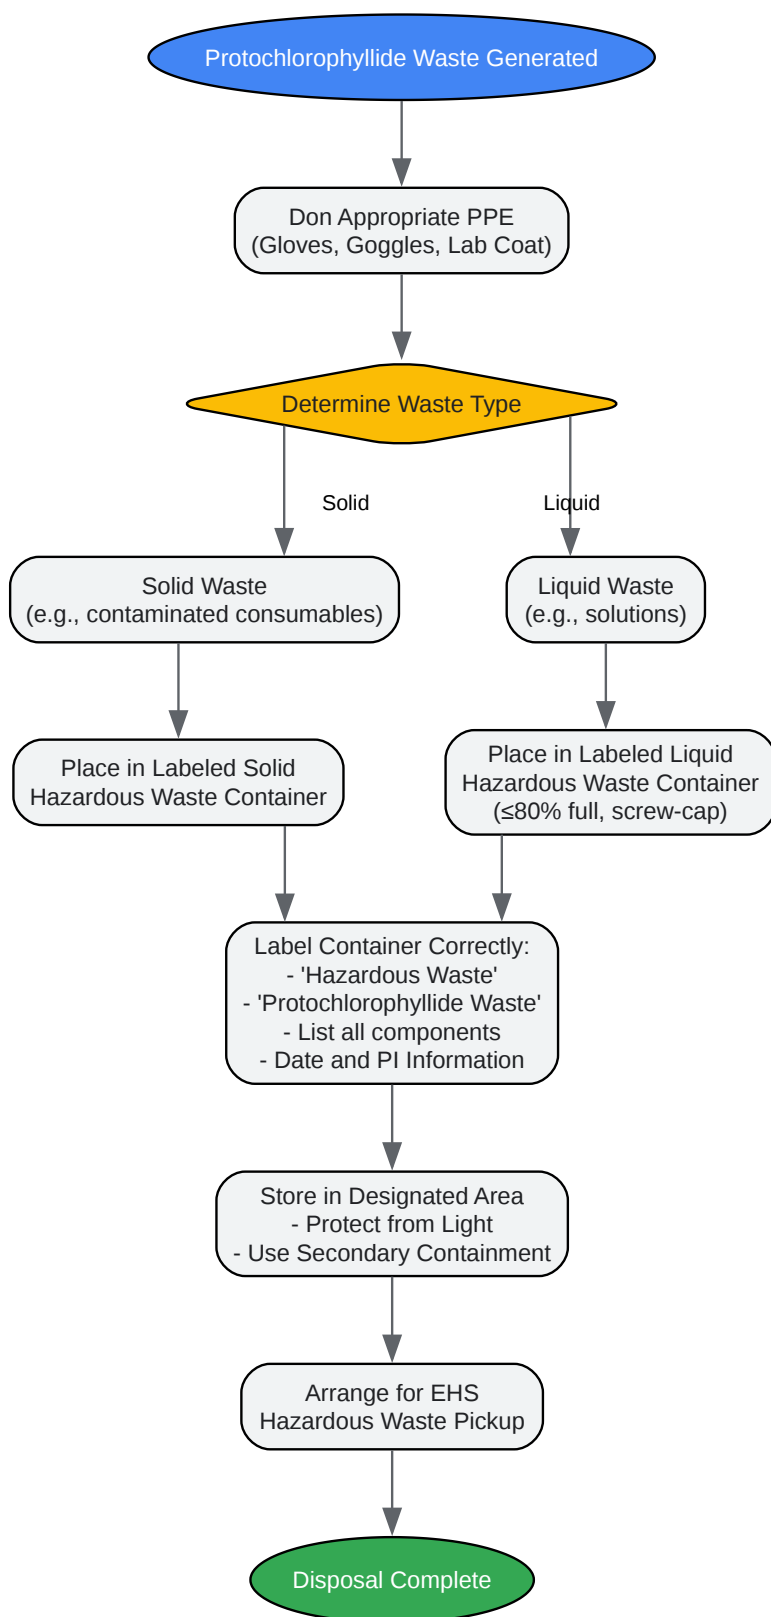 Protochlorophyllide Waste Generated
Don Appropriate PPE
(Gloves, Goggles, Lab Coat)
Determine Waste Type
Solid
Liquid
Solid Waste
(e.g., contaminated consumables)
Liquid Waste
(e.g., solutions)
Place in Labeled Solid
Hazardous Waste Container
Place in Labeled Liquid
Hazardous Waste Container
(≤80% full, screw-cap)
Label Container Correctly:
- 'Hazardous Waste'
- 'Protochlorophyllide Waste'
- List all components
- Date and PI Information
Store in Designated Area
- Protect from Light
- Use Secondary Containment
Arrange for EHS
Hazardous Waste Pickup
Disposal Complete